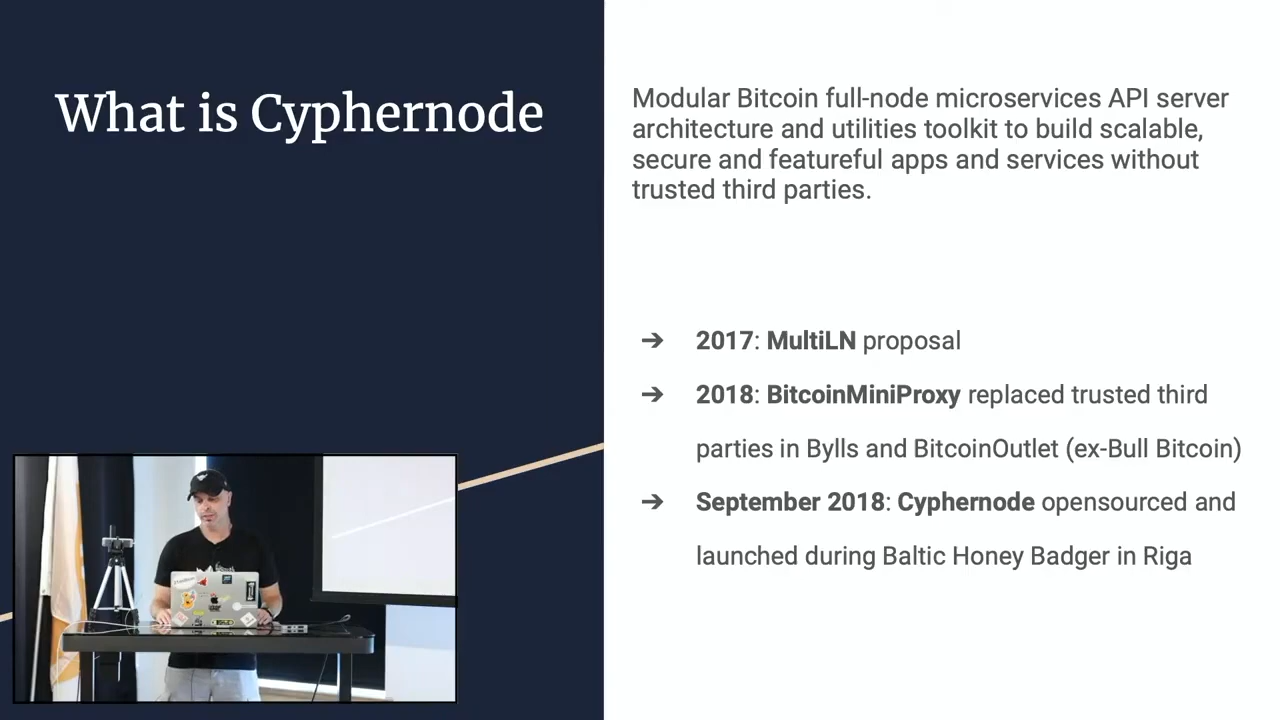 What is Cyphernode
Modular Bitcoin full-node microservices API server
architecture and utilities toolkit to build scalable,
secure and featureful apps and services without
trusted third parties.
➔ 2017: MultiLN proposal
➔ 2018: BitcoinMiniProxy replaced trusted third
parties in Bylls and BitcoinOutlet (ex-Bull Bitcoin)
➔ September 2018: Cyphernode opensourced and
launched during Baltic Honey Badger in Riga